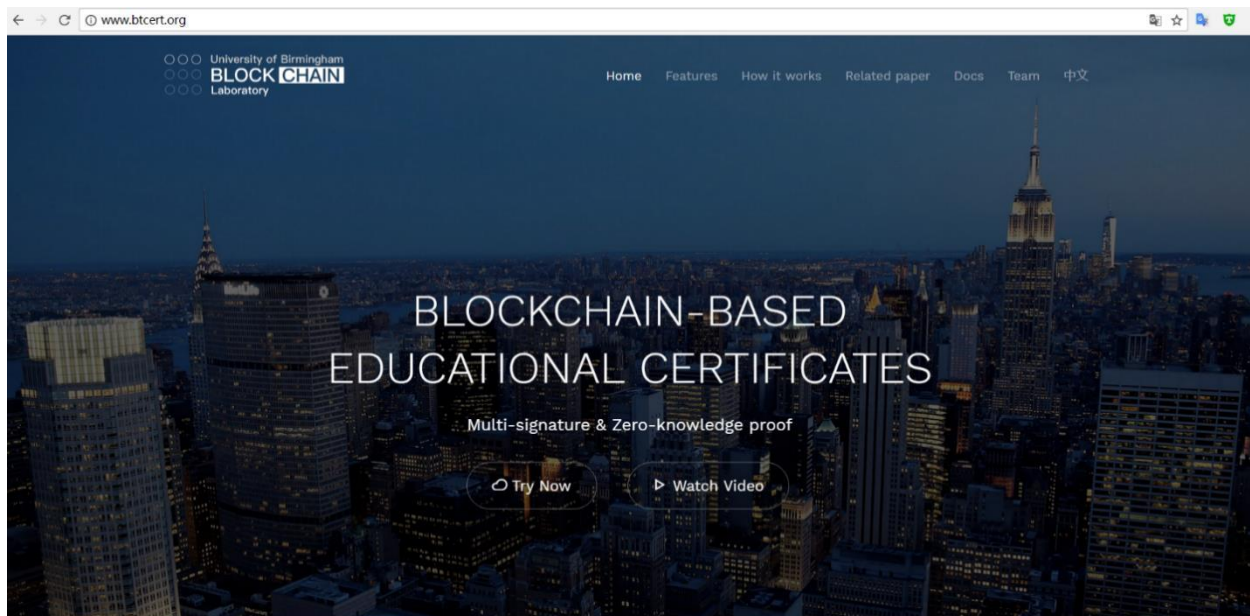 www.btcert.org
University of Birmingham
BLOCK CHAIN
Laboratory
Home Features How it works Related paper Docs Team 中文
BLOCKCHAIN-BASED
EDUCATIONAL CERTIFICATES
Multi-signature & Zero-knowledge proof
Try Now Watch Video
MetLife